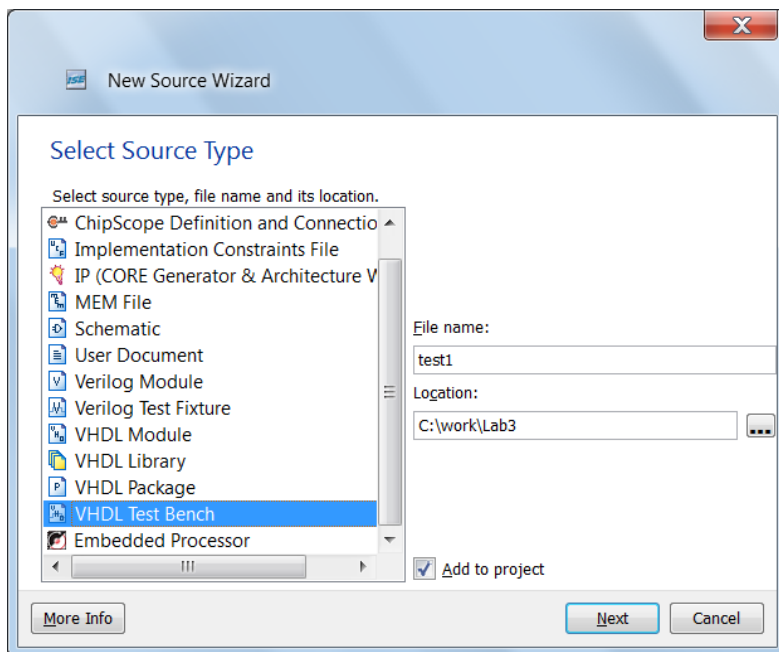 ISE New Source Wizard
Select Source Type
Select source type, file name and its location.
ChipScope Definition and Connectio
Implementation Constraints File
IP (CORE Generator & Architecture W
MEM File
Schematic
User Document
Verilog Module
Verilog Test Fixture
VHDL Module
VHDL Library
VHDL Package
VHDL Test Bench
Embedded Processor
File name:
test1
Location:
C:\work\Lab3
...
Add to project
More Info
Next
Cancel